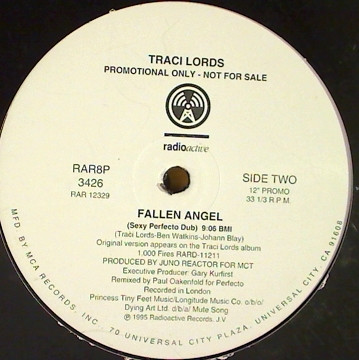 TRACI LORDS
PROMOTIONAL ONLY - NOT FOR SALE
radioactive
RAR8P
3426
RAR 12329
SIDE TWO
12" PROMO
33 1/3 R.P.M.
FALLEN ANGEL
(Sexy Perfecto Dub) 9:06 BMI
(Traci Lords-Ben Watkins-Johann Blay)
Original version appears on the Traci Lords album
1,000 Fires RARD-11211
PRODUCED BY JUNO REACTOR FOR MCT
Executive Producer: Gary Kurfirst
Remixed by Paul Oakenfold for Perfecto
Recorded in London
Princess Tiny Feet Music/Longitude Music Co o/b/o/
Dying Art Ltd. d/b/a/ Mute Song
℗ 1995 Radioactive Records J.V
MFD. BY MCA RECORDS, INC., 70 UNIVERSAL CITY PLAZA, UNIVERSAL CITY, CA 91608